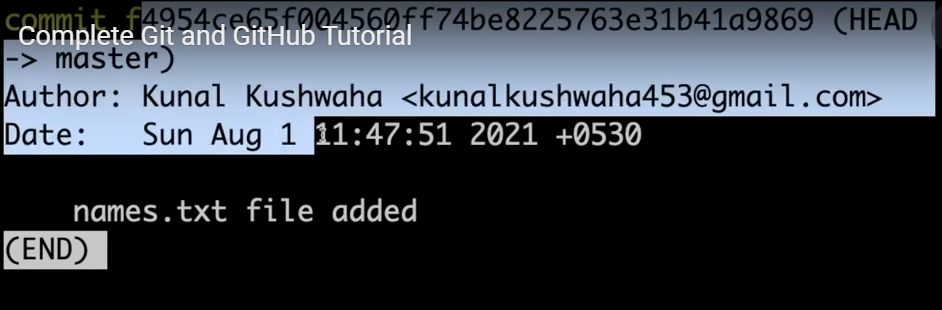 commit f4954ce65f004560ff74be8225763e31b41a9869 (HEAD
Complete Git and GitHub Tutorial
-> master)
Author: Kunal Kushwaha <kunalkushwaha453@gmail.com>
Date:   Sun Aug 1 11:47:51 2021 +0530
names.txt file added
(END)